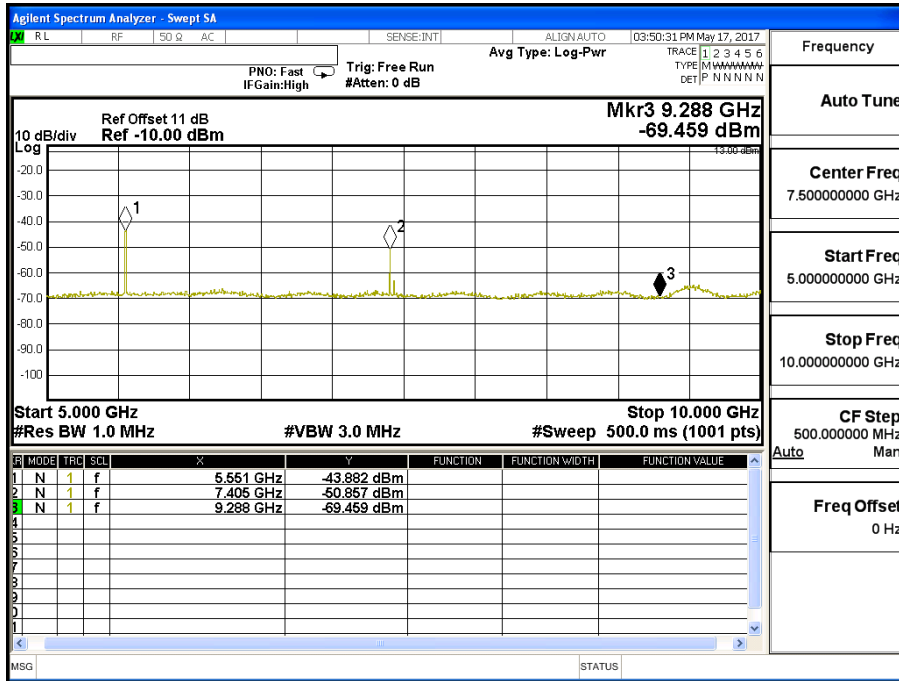 Agilent Spectrum Analyzer - Swept SA
LXI RL RF 50 Ω AC SENSE:INT ALIGN AUTO 03:50:31 PM May 17, 2017
PNO: Fast Trig: Free Run Avg Type: Log-Pwr TRACE 1 2 3 4 5 6
IFGain:High #Atten: 0 dB TYPE M
DET P N N N N N
Frequency
Auto Tune
Center Freq
7.500000000 GHz
Start Freq
5.000000000 GHz
Stop Freq
10.000000000 GHz
CF Step
500.000000 MHz
Auto Man
Freq Offset
0 Hz
Mkr3 9.288 GHz
-69.459 dBm
Ref Offset 11 dB
10 dB/div Ref -10.00 dBm
Log
13.00 dBm
-20.0
-30.0
-40.0
-50.0
-60.0
-70.0
-80.0
-90.0
-100
1
2
3
Start 5.000 GHz Stop 10.000 GHz
#Res BW 1.0 MHz #VBW 3.0 MHz #Sweep 500.0 ms (1001 pts)
MODE TRC SCL X Y FUNCTION FUNCTION WIDTH FUNCTION VALUE
1 N 1 f 5.551 GHz -43.882 dBm
2 N 1 f 7.405 GHz -50.857 dBm
3 N 1 f 9.288 GHz -69.459 dBm
4
5
6
7
8
9
0
1
MSG STATUS